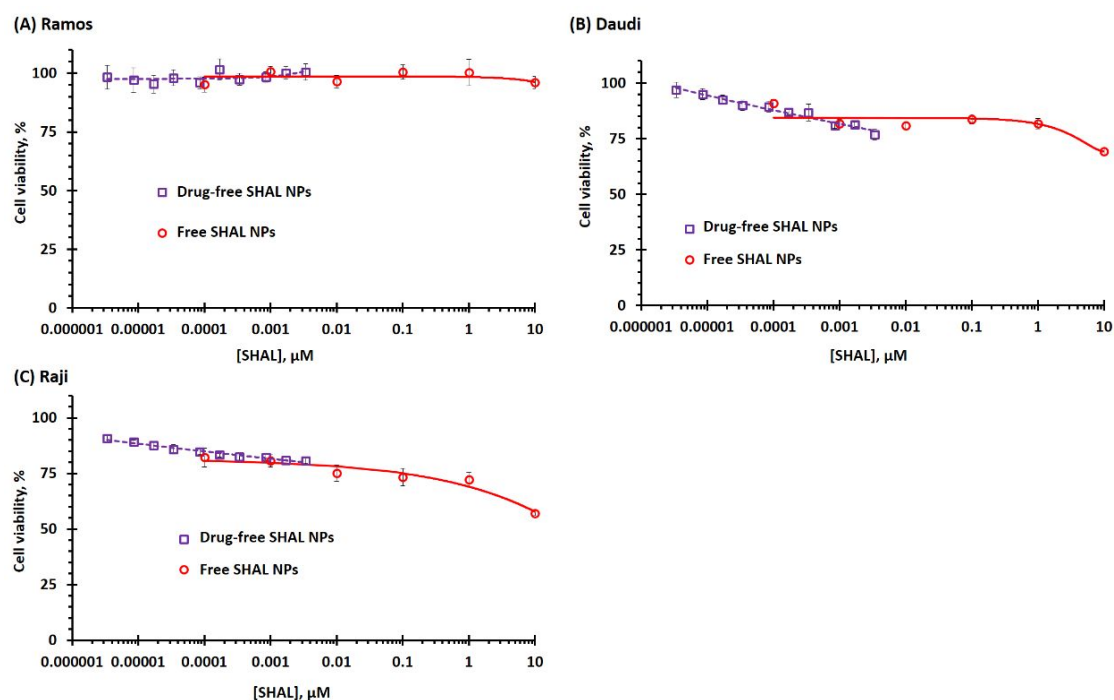 (A) Ramos
100
75
50
25
0
Cell viability, %
Drug-free SHAL NPs
Free SHAL NPs
0.000001 0.00001 0.0001 0.001 0.01 0.1 1 10
[SHAL], µM
(B) Daudi
100
75
50
25
0
Cell viability, %
Drug-free SHAL NPs
Free SHAL NPs
0.000001 0.00001 0.0001 0.001 0.01 0.1 1 10
[SHAL], µM
(C) Raji
100
75
50
25
0
Cell viability, %
Drug-free SHAL NPs
Free SHAL NPs
0.000001 0.00001 0.0001 0.001 0.01 0.1 1 10
[SHAL], µM